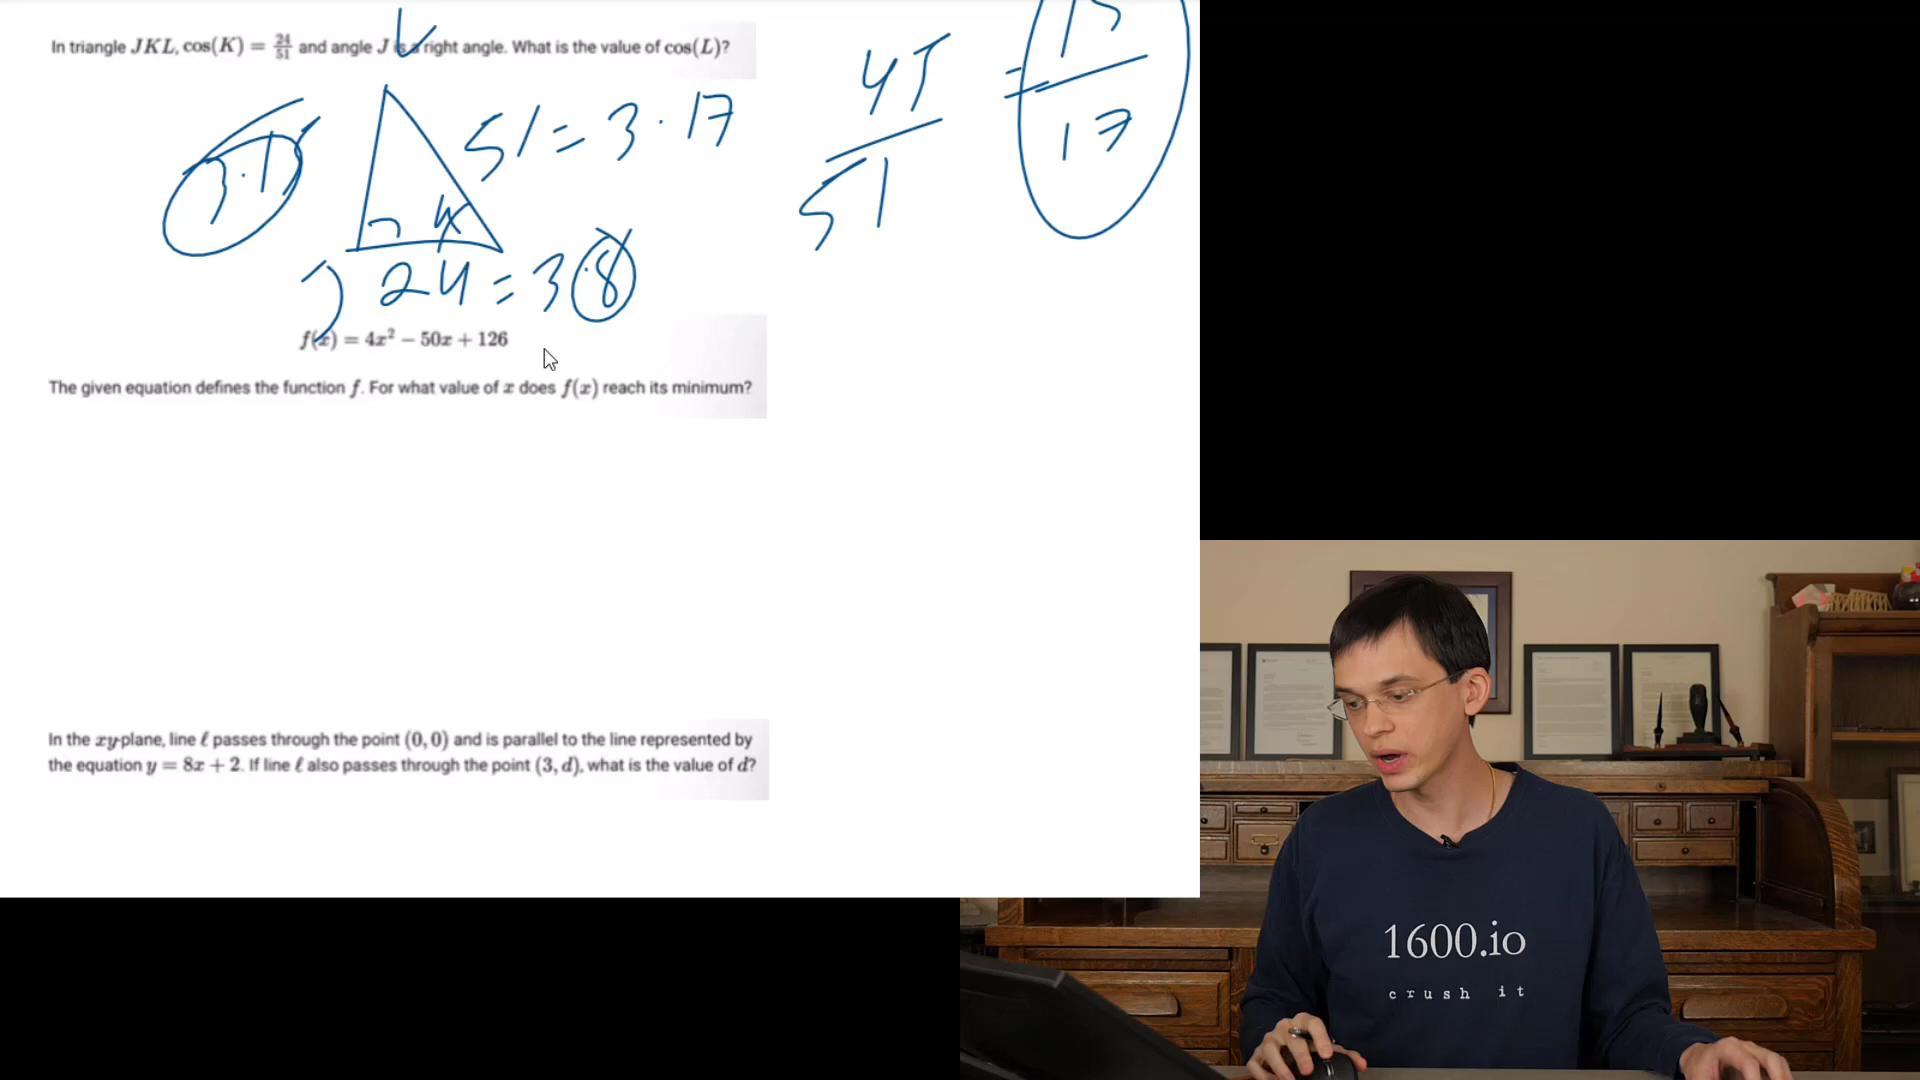 In triangle JKL, cos(K) = 24/51 and angle J is a right angle. What is the value of cos(L)?
L
51 = 3 · 17
3·15
K
J
24 = 3·8
45/51 = 15/17
f(x) = 4x² − 50x + 126
The given equation defines the function f. For what value of x does f(x) reach its minimum?
In the xy-plane, line ℓ passes through the point (0, 0) and is parallel to the line represented by
the equation y = 8x + 2. If line ℓ also passes through the point (3, d), what is the value of d?
1600.io
crush it